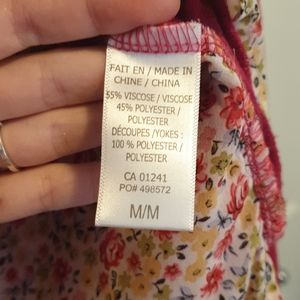 FAIT EN / MADE IN
CHINE / CHINA
55% VISCOSE / VISCOSE
45% POLYESTER /
POLYESTER
DÉCOUPES / YOKES :
100 % POLYESTER /
POLYESTER
CA 01241
PO# 498572
M/M